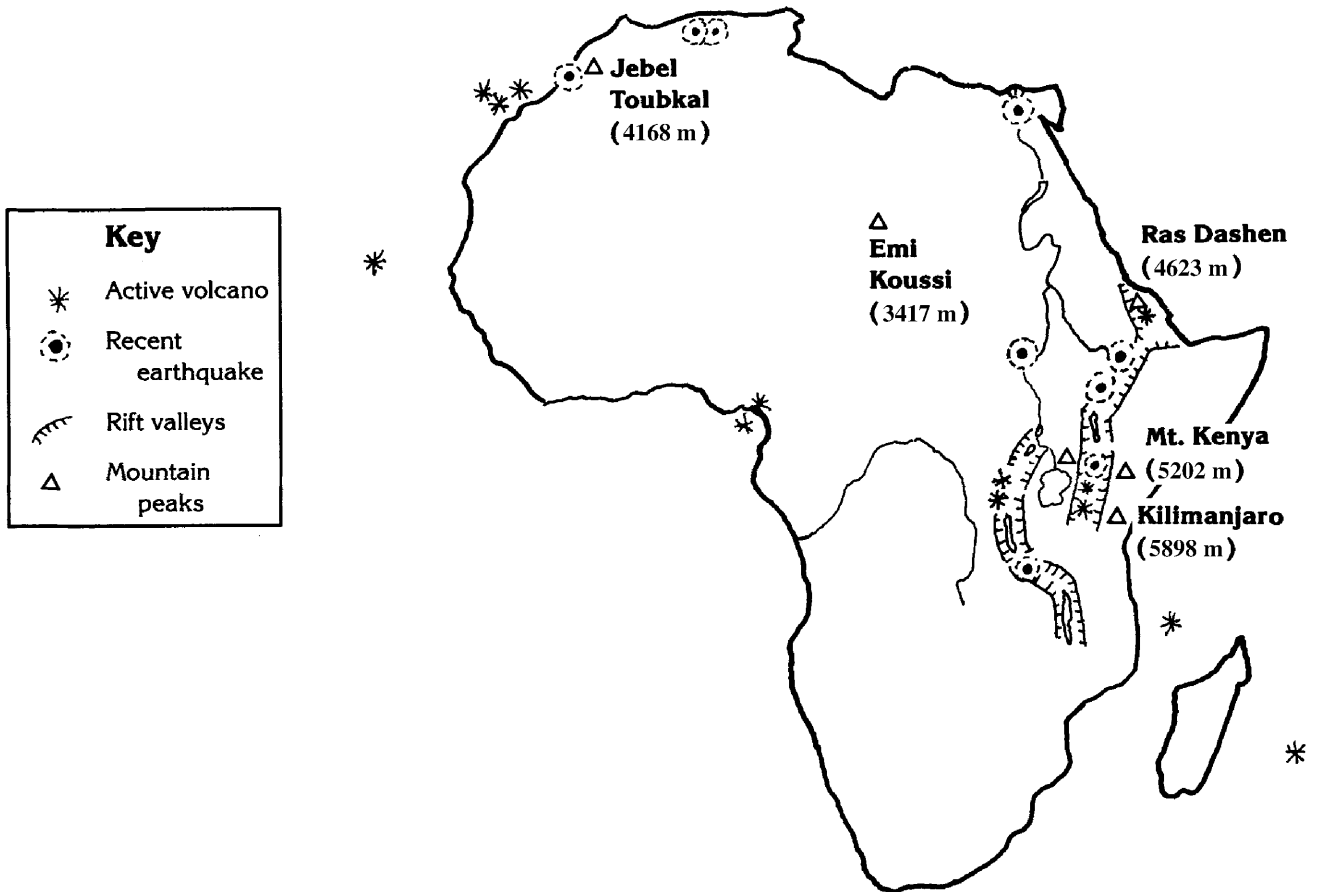 Jebel
Toubkal
(4168 m)
Key
Active volcano
Recent
earthquake
Rift valleys
Mountain
peaks
Emi
Koussi
(3417 m)
Ras Dashen
(4623 m)
Mt. Kenya
(5202 m)
Kilimanjaro
(5898 m)